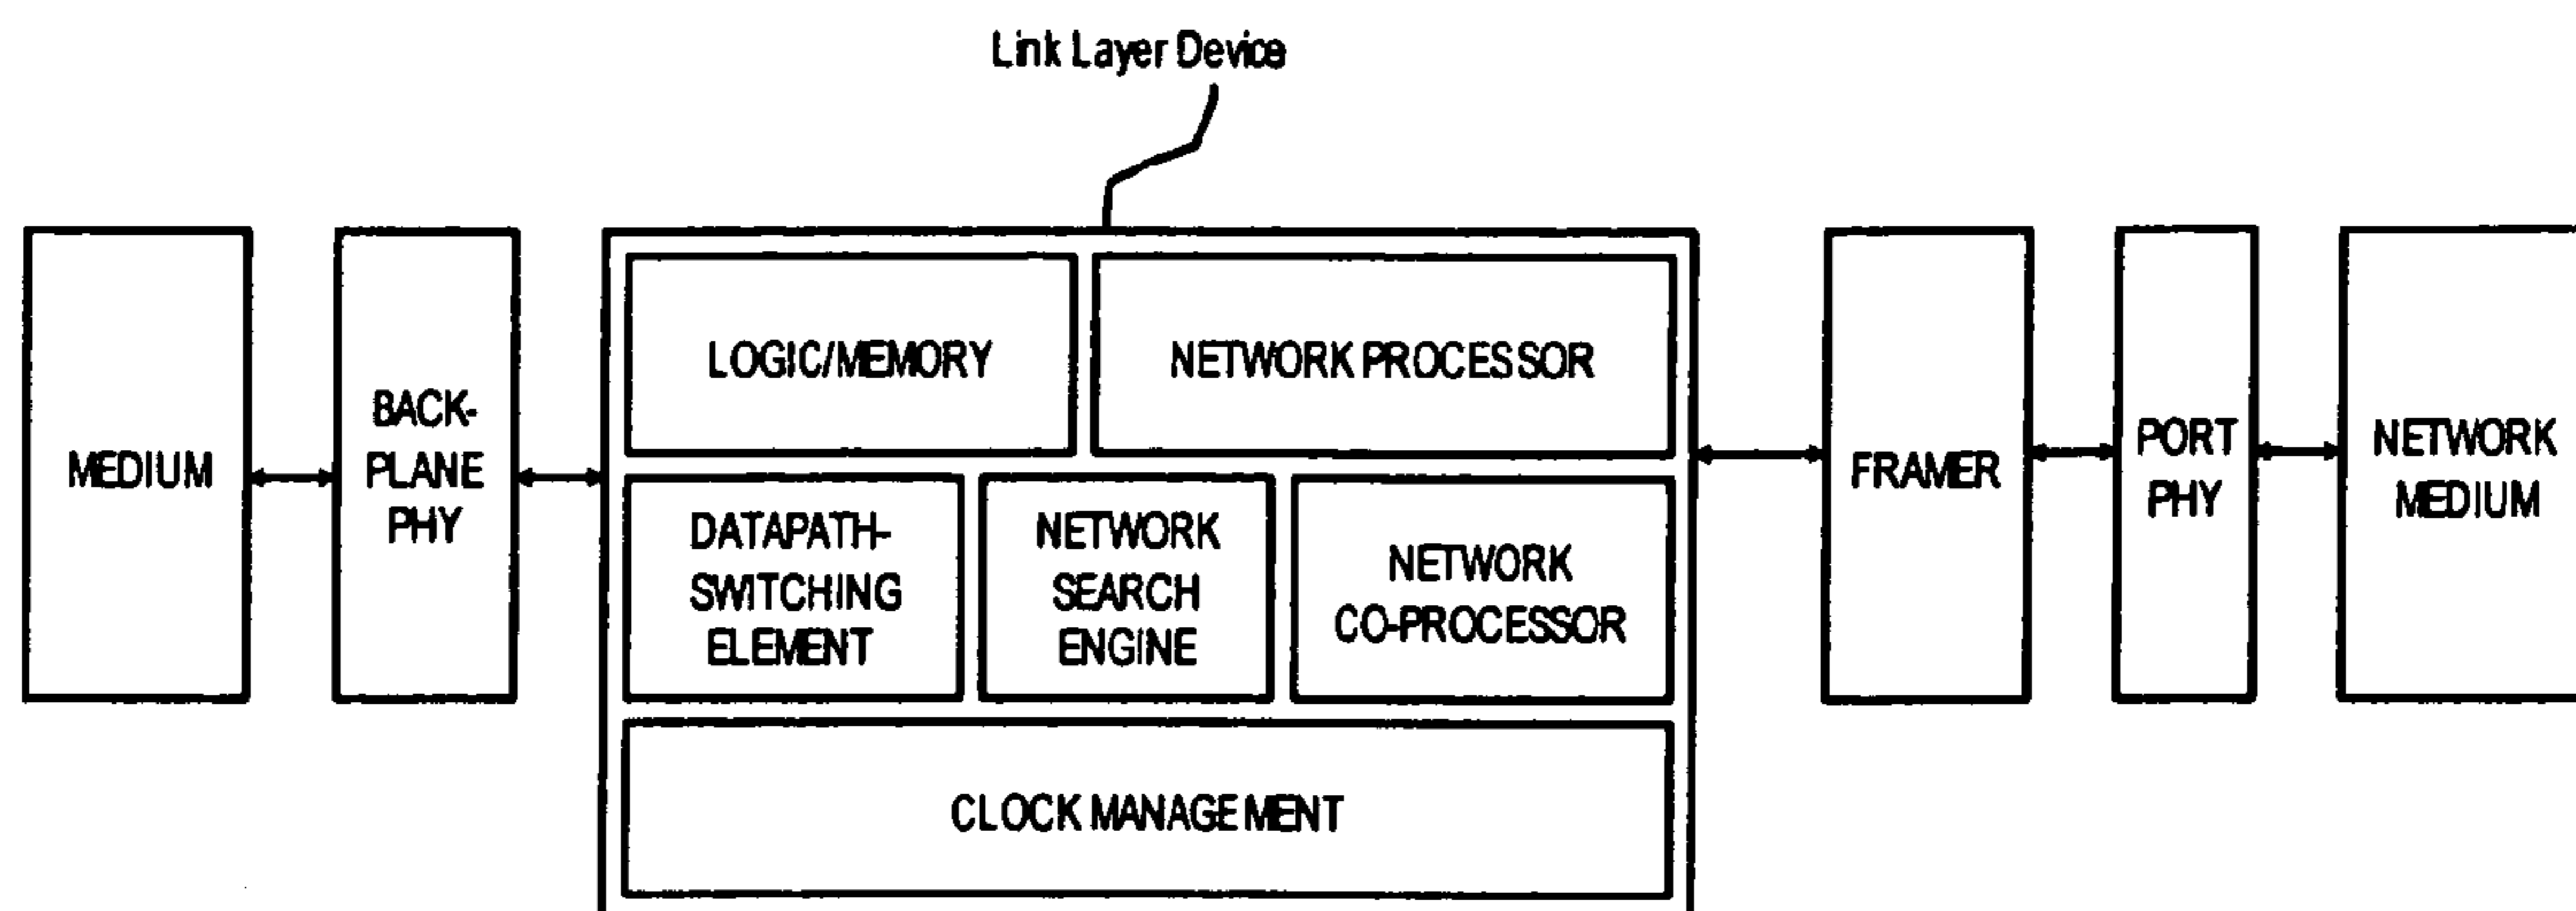 Link Layer Device
MEDIUM
BACK-
PLANE
PHY
LOGIC/MEMORY
NETWORK PROCESSOR
DATAPATH-
SWITCHING
ELEMENT
NETWORK
SEARCH
ENGINE
NETWORK
CO-PROCESSOR
CLOCK MANAGEMENT
FRAMER
PORT
PHY
NETWORK
MEDIUM